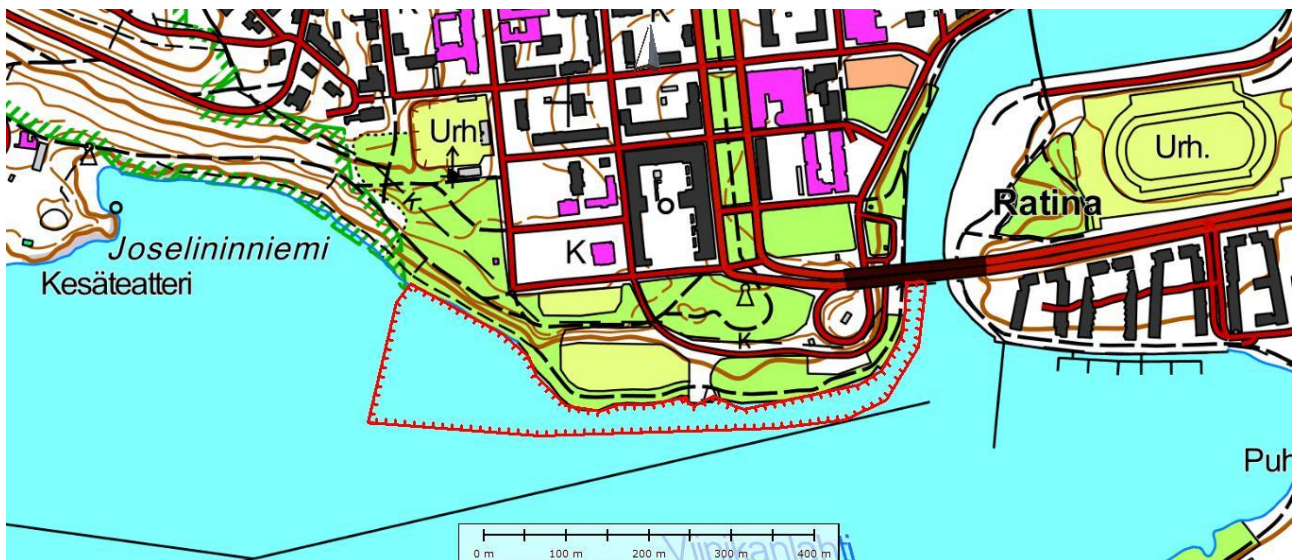 K
K
Urh.
Urh.
Ratina
Joselininniemi
Kesäteatteri
K
K
K
Puh
0 m 100 m 200 m 300 m 400 m
Viinikanlahti